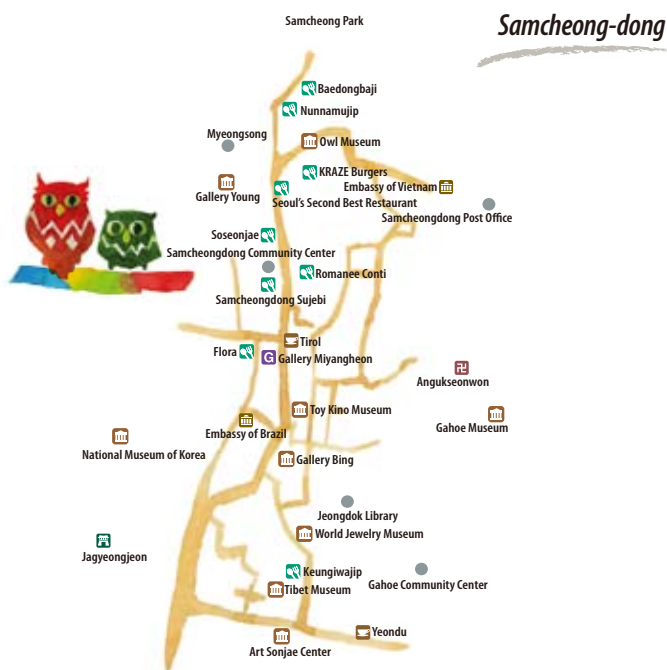 Samcheong Park
Samcheong-dong
Baedongbaji
Nunnamujip
Myeongsong
Owl Museum
KRAZE Burgers
Embassy of Vietnam
Gallery Young
Seoul's Second Best Restaurant
Samcheongdong Post Office
Soseonjae
Samcheongdong Community Center
Romanee Conti
Samcheongdong Sujebi
Tirol
Flora
G
Gallery Miyangheon
卍
Angukseonwon
Toy Kino Museum
Gahoe Museum
Embassy of Brazil
National Museum of Korea
Gallery Bing
Jeongdok Library
World Jewelry Museum
Jagyeongjeon
Keungiwajip
Gahoe Community Center
Tibet Museum
Yeondu
Art Sonjae Center